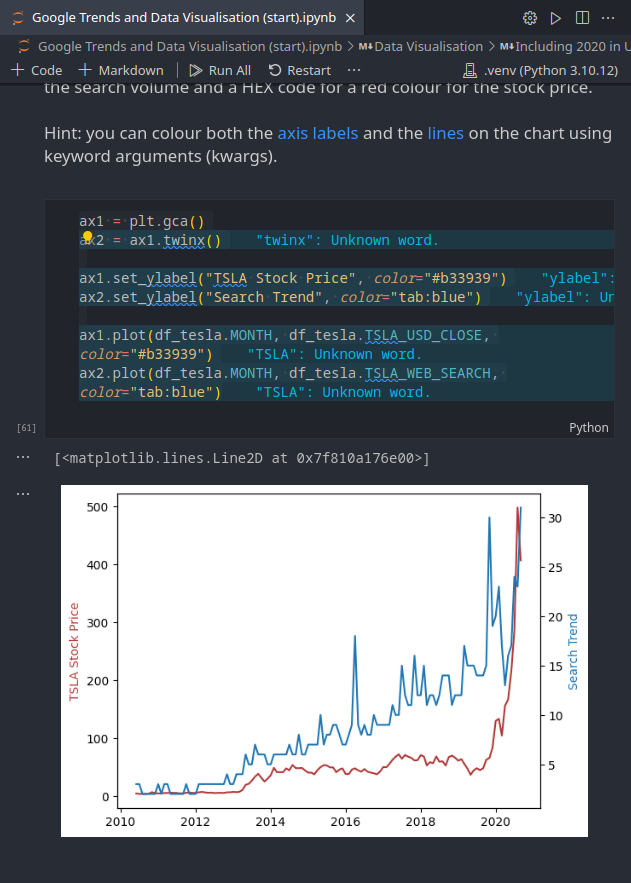 Google Trends and Data Visualisation (start).ipynb ×
Google Trends and Data Visualisation (start).ipynb > M↓Data Visualisation > M↓Including 2020 in U
+ Code + Markdown | Run All Restart ··· .venv (Python 3.10.12)
the search volume and a HEX code for a red colour for the stock price.
Hint: you can colour both the axis labels and the lines on the chart using
keyword arguments (kwargs).
ax1 = plt.gca()
ax2 = ax1.twinx() "twinx": Unknown word.
ax1.set_ylabel("TSLA Stock Price", color="#b33939") "ylabel":
ax2.set_ylabel("Search Trend", color="tab:blue") "ylabel": Un
ax1.plot(df_tesla.MONTH, df_tesla.TSLA_USD_CLOSE,
color="#b33939") "TSLA": Unknown word.
ax2.plot(df_tesla.MONTH, df_tesla.TSLA_WEB_SEARCH,
color="tab:blue") "TSLA": Unknown word.
[61]
Python
··· [<matplotlib.lines.Line2D at 0x7f810a176e00>]
···
500
400
300
200
100
0
TSLA Stock Price
30
25
20
15
10
5
Search Trend
2010 2012 2014 2016 2018 2020